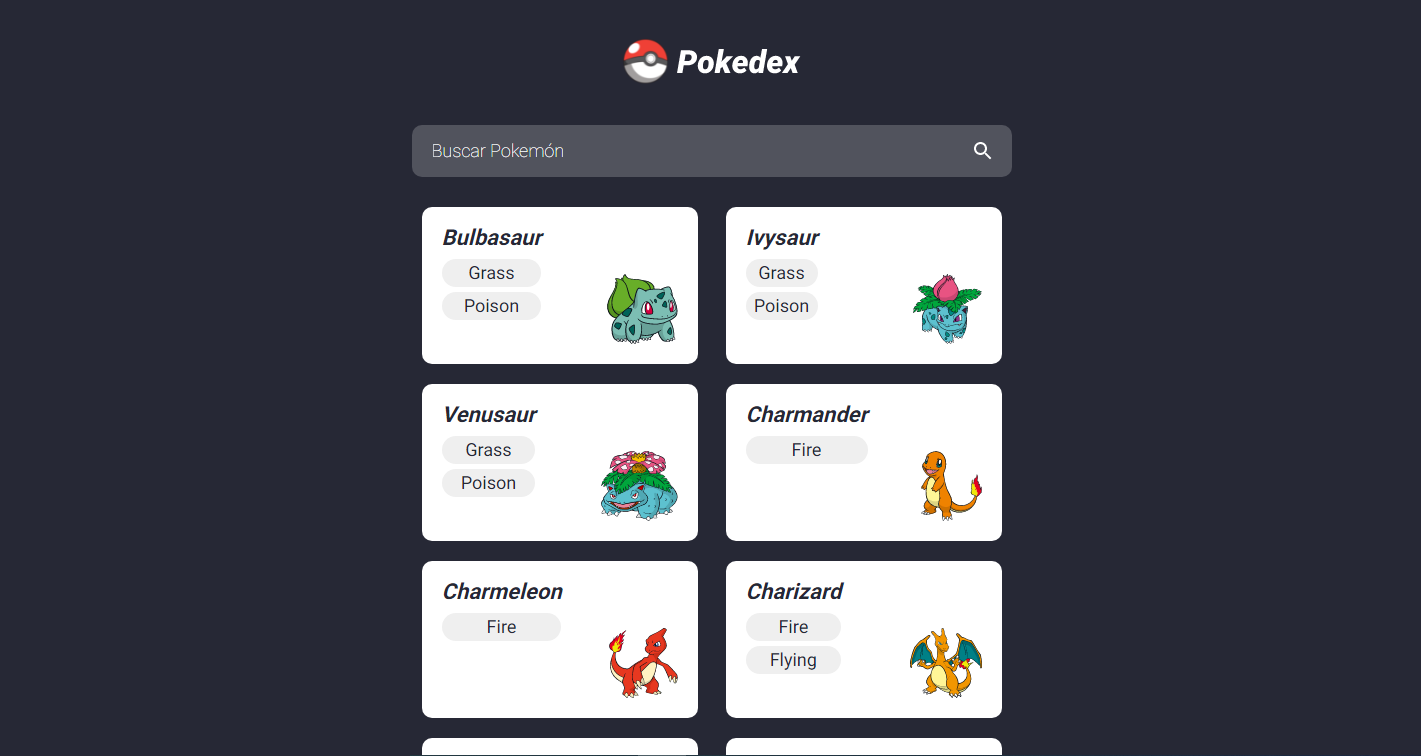 Pokedex
Buscar Pokemón
Bulbasaur
Grass
Poison
Ivysaur
Grass
Poison
Venusaur
Grass
Poison
Charmander
Fire
Charmeleon
Fire
Charizard
Fire
Flying